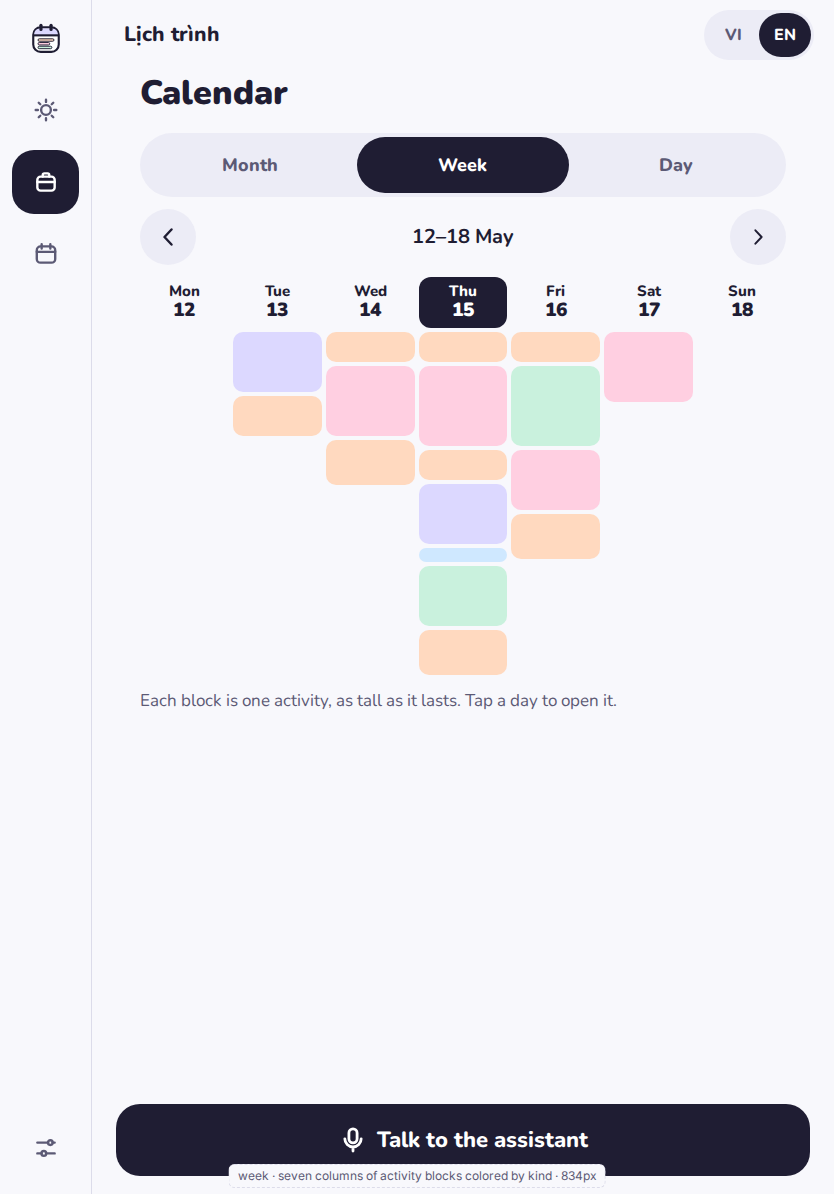 Lịch trình
VI EN
Calendar
Month Week Day
12–18 May
Mon Tue Wed Thu Fri Sat Sun
12 13 14 15 16 17 18
Each block is one activity, as tall as it lasts. Tap a day to open it.
Talk to the assistant
week · seven columns of activity blocks colored by kind · 834px